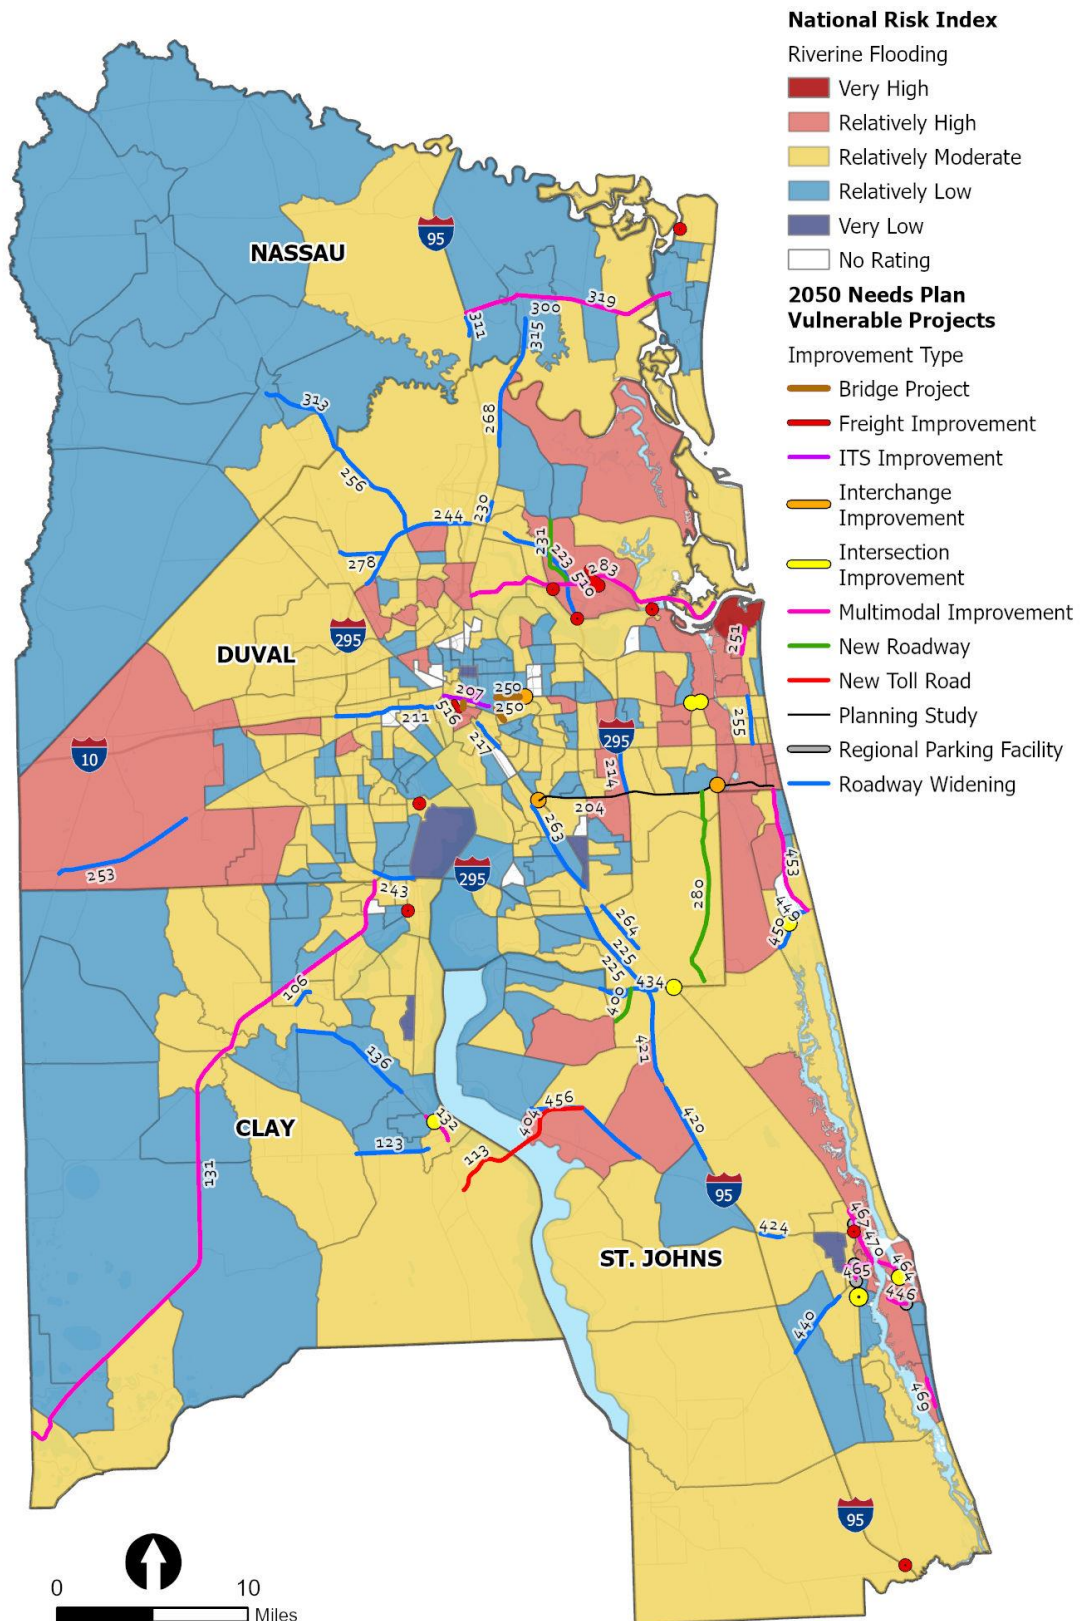 National Risk Index
Riverine Flooding
Very High
Relatively High
Relatively Moderate
Relatively Low
Very Low
No Rating
2050 Needs Plan
Vulnerable Projects
Improvement Type
Bridge Project
Freight Improvement
ITS Improvement
Interchange
Improvement
Intersection
Improvement
Multimodal Improvement
New Roadway
New Toll Road
Planning Study
Regional Parking Facility
Roadway Widening
95
NASSAU
319
300
311
315
313
268
256
230
244
231
223
278
510
283
295
DUVAL
251
207
250
250
516
211
255
217
295
10
214
204
263
253
243
295
453
280
449
450
264
225
225
106
434
400
421
136
456
404
420
132
CLAY
123
113
131
95
467
424
470
ST. JOHNS
464
465
446
440
469
95
0
10
Miles